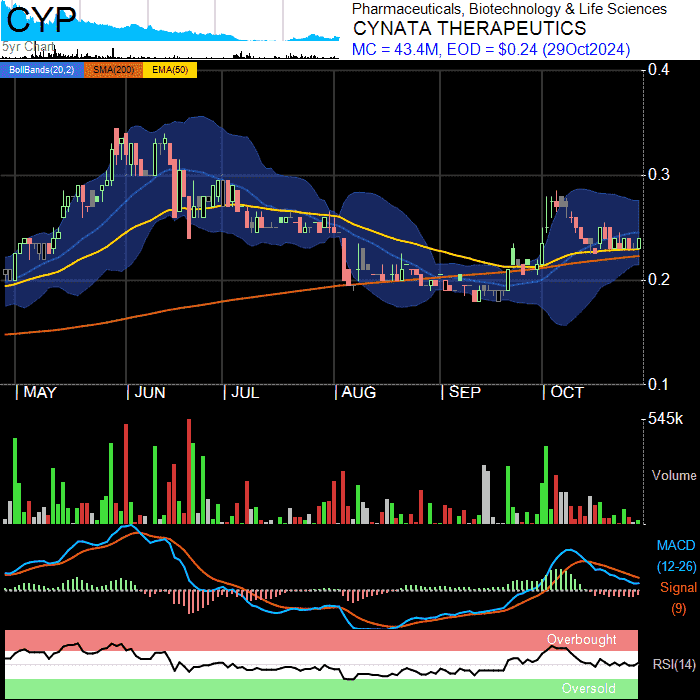 CYP
Pharmaceuticals, Biotechnology & Life Sciences
CYNATA THERAPEUTICS
MC = 43.4M, EOD = $0.24 (29Oct2024)
5yr Chart
BollBands(20,2) SMA(200) EMA(50)
0.4
0.3
0.2
0.1
| MAY | JUN | JUL | AUG | SEP | OCT
545k
Volume
MACD
(12-26)
Signal
(9)
Overbought
RSI(14)
Oversold